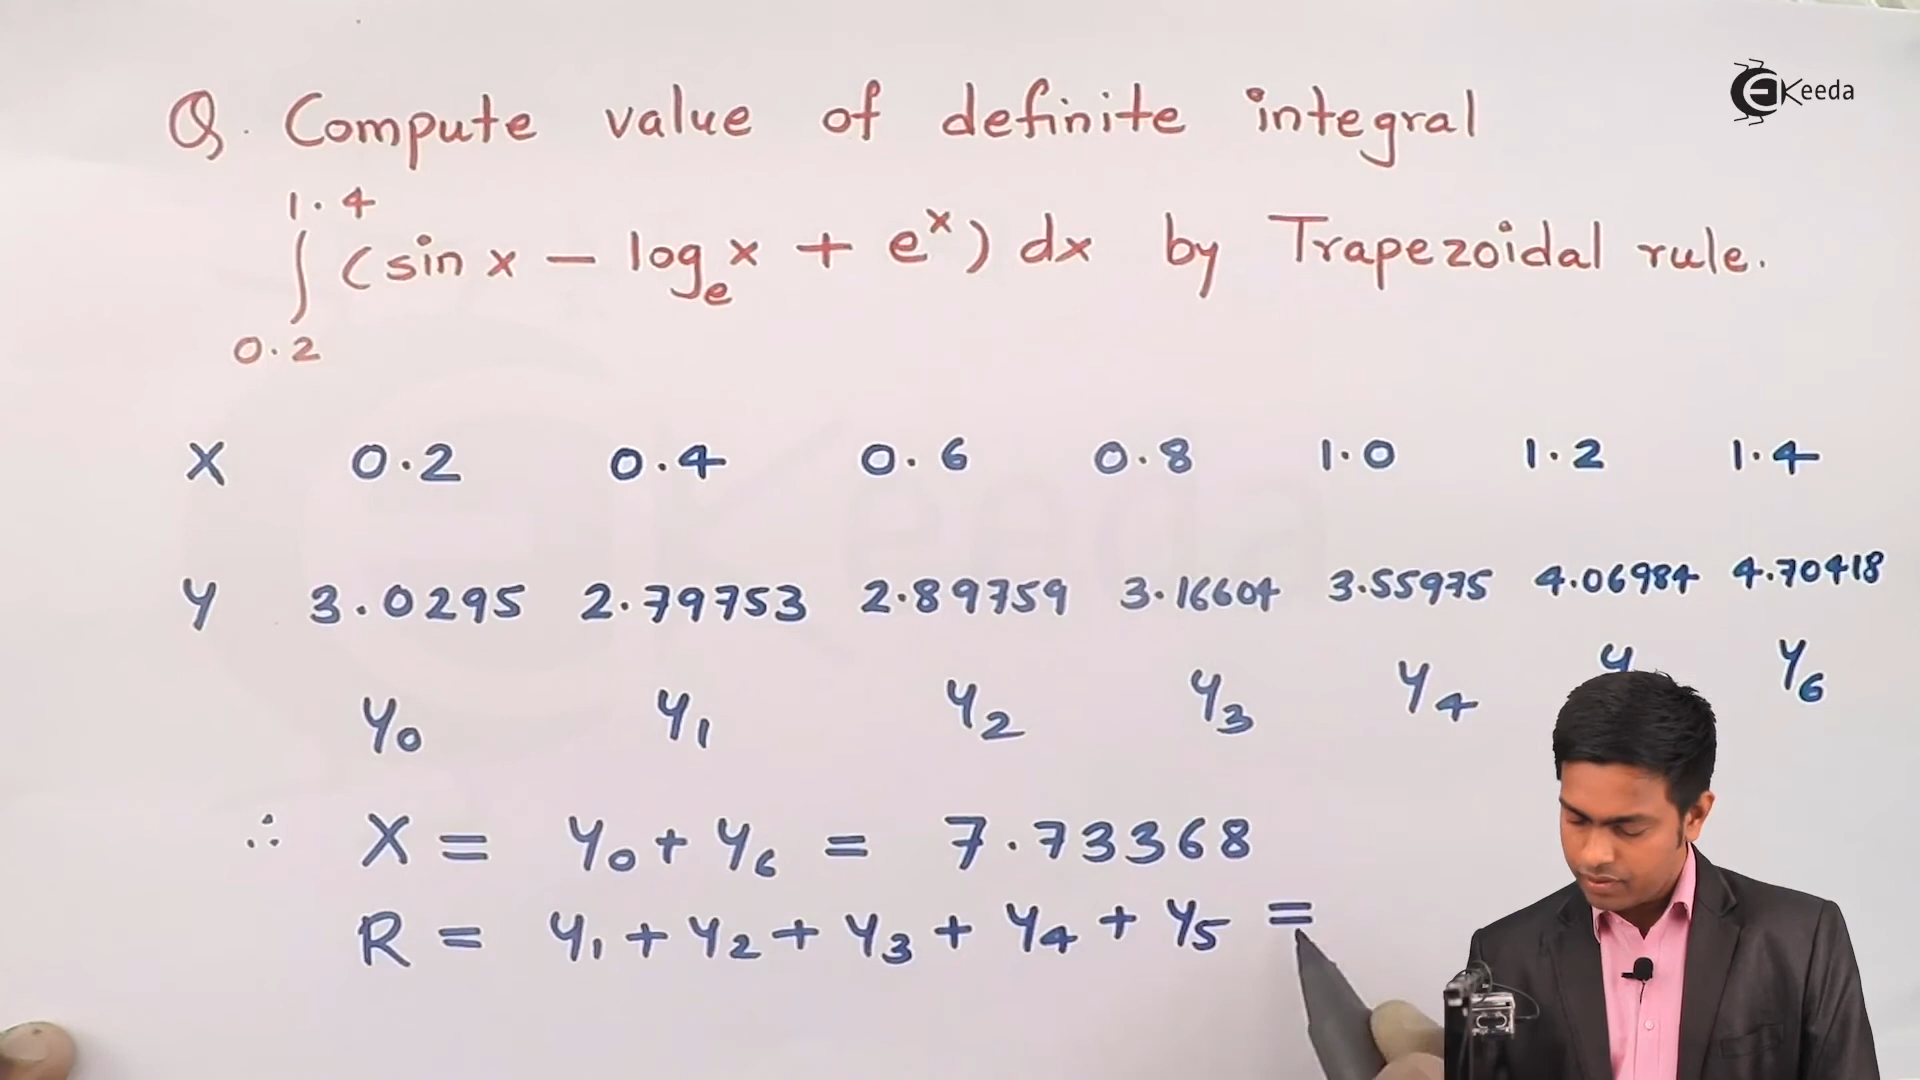 Q. Compute value of definite integral
1.4
∫ (sin x − logₑx + eˣ) dx by Trapezoidal rule.
0.2
X 0.2 0.4 0.6 0.8 1.0 1.2 1.4
Y 3.0295 2.79753 2.89759 3.16604 3.55975 4.06984 4.70418
y₀ y₁ y₂ y₃ y₄ y y₆
∴ X = y₀ + y₆ = 7.73368
R = y₁ + y₂ + y₃ + y₄ + y₅ =
EKeeda
Keeda